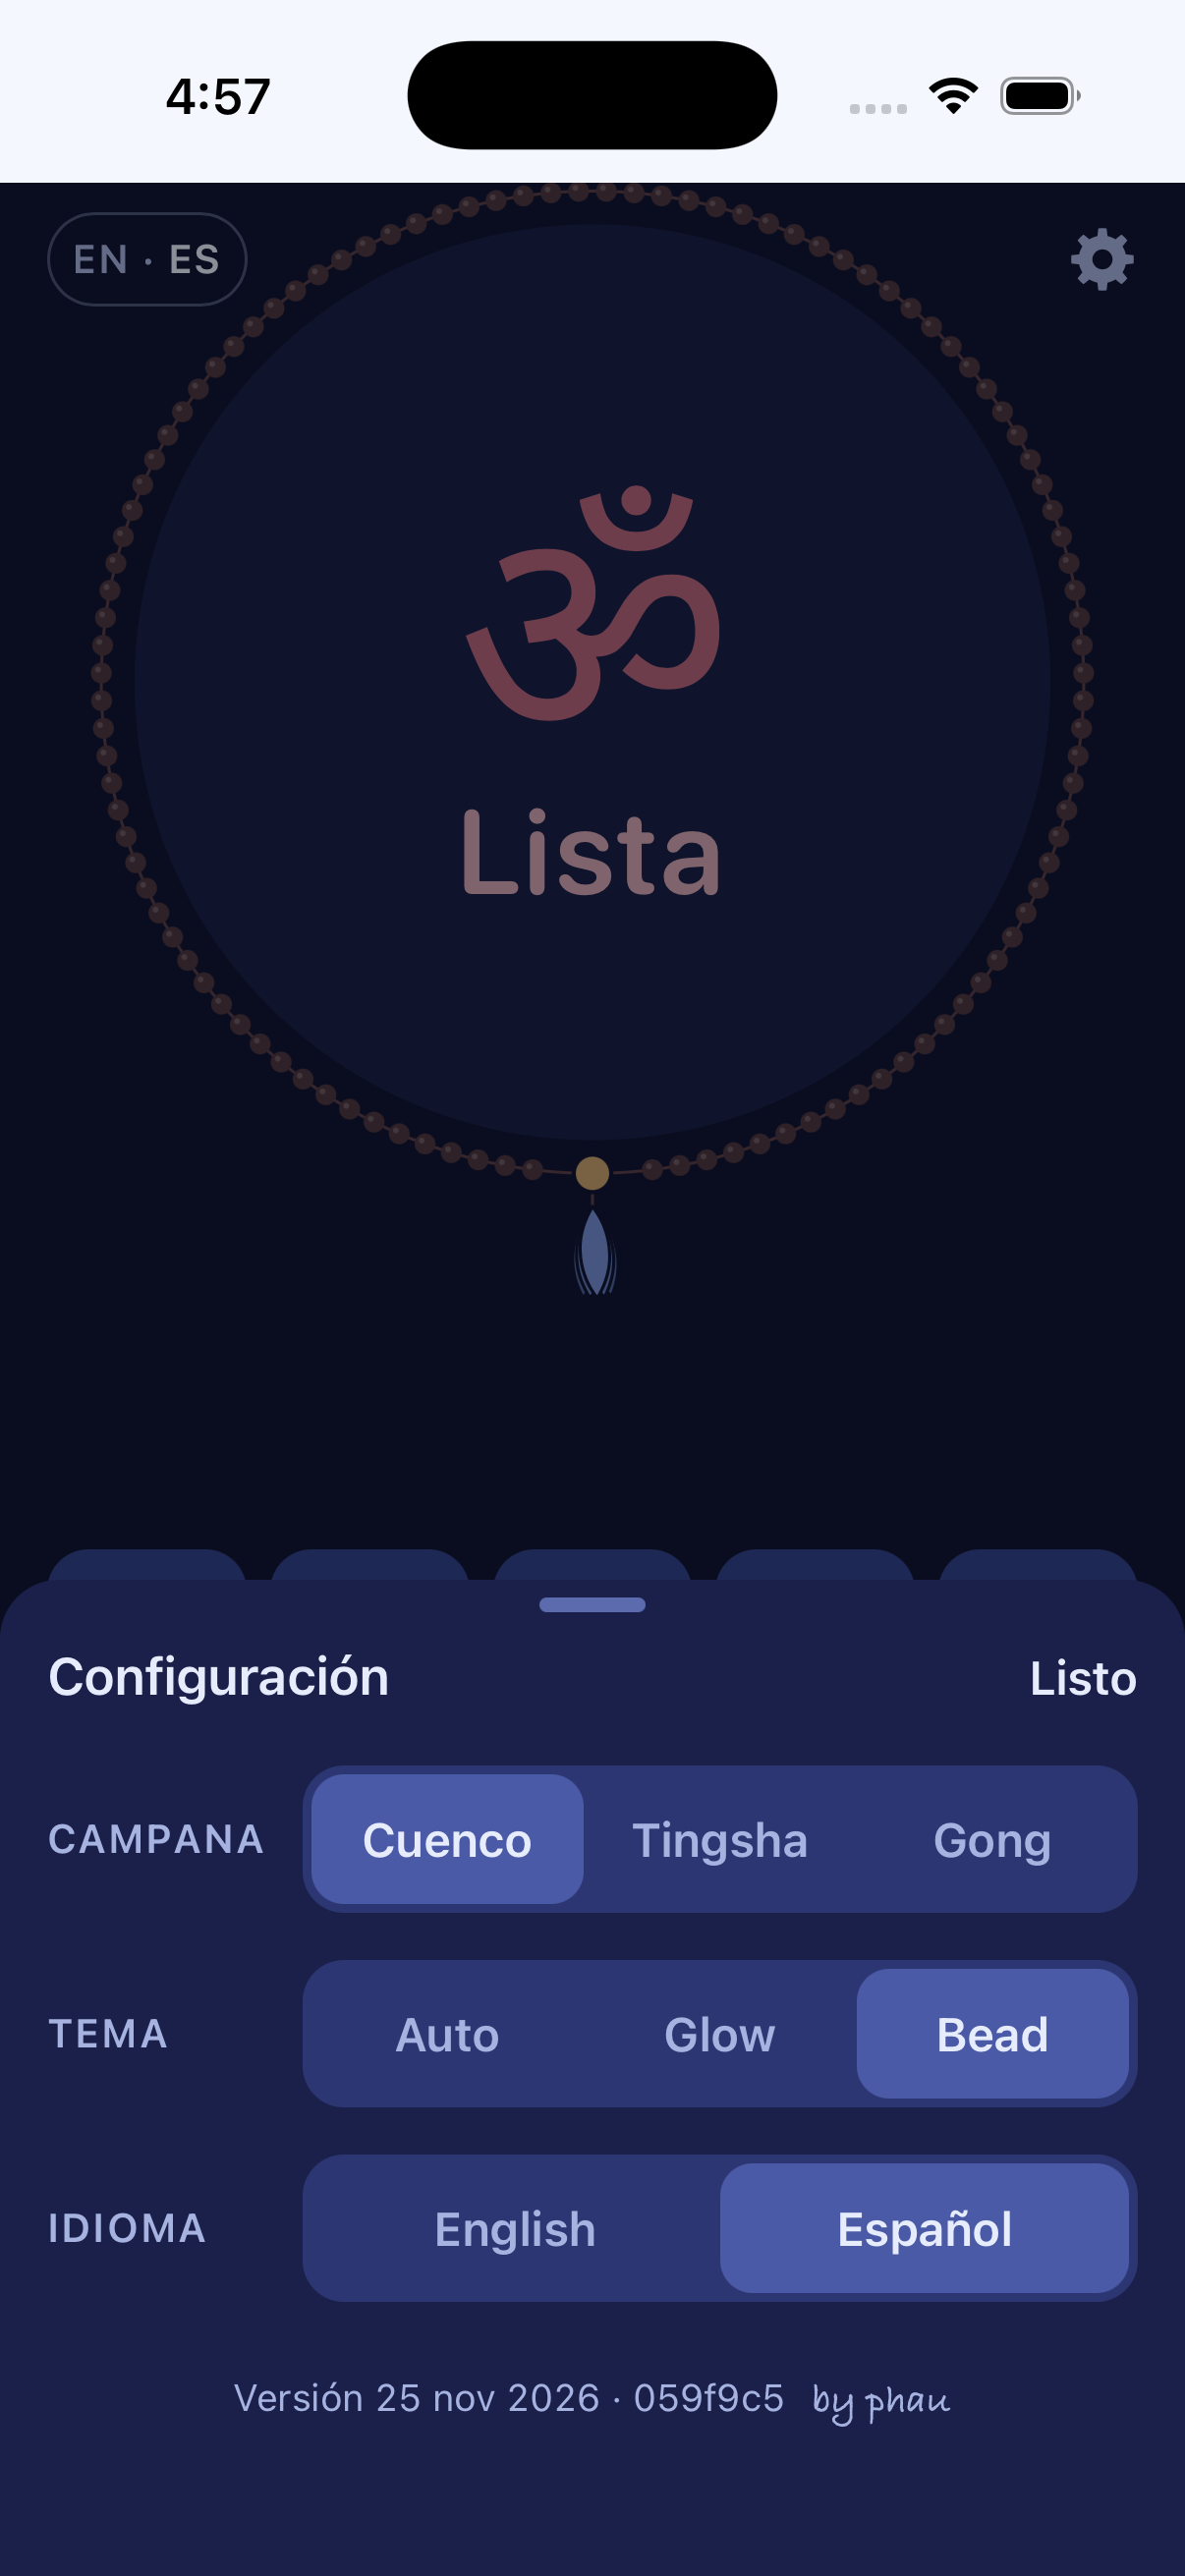 4:57
EN · ES
ॐ
Lista
Configuración
Listo
CAMPANA Cuenco Tingsha Gong
TEMA Auto Glow Bead
IDIOMA English Español
Versión 25 nov 2026 · 059f9c5 by phau